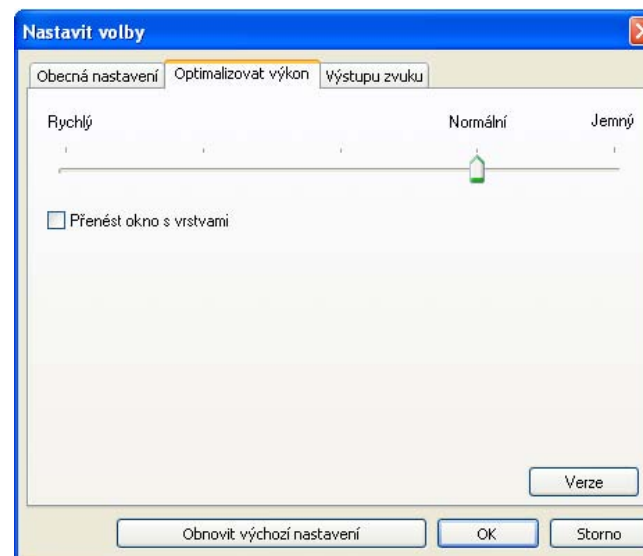 Nastavit volby
Obecná nastavení Optimalizovat výkon Výstupu zvuku
Rychlý Normální Jemný
Přenést okno s vrstvami
Verze
Obnovit výchozí nastavení OK Storno